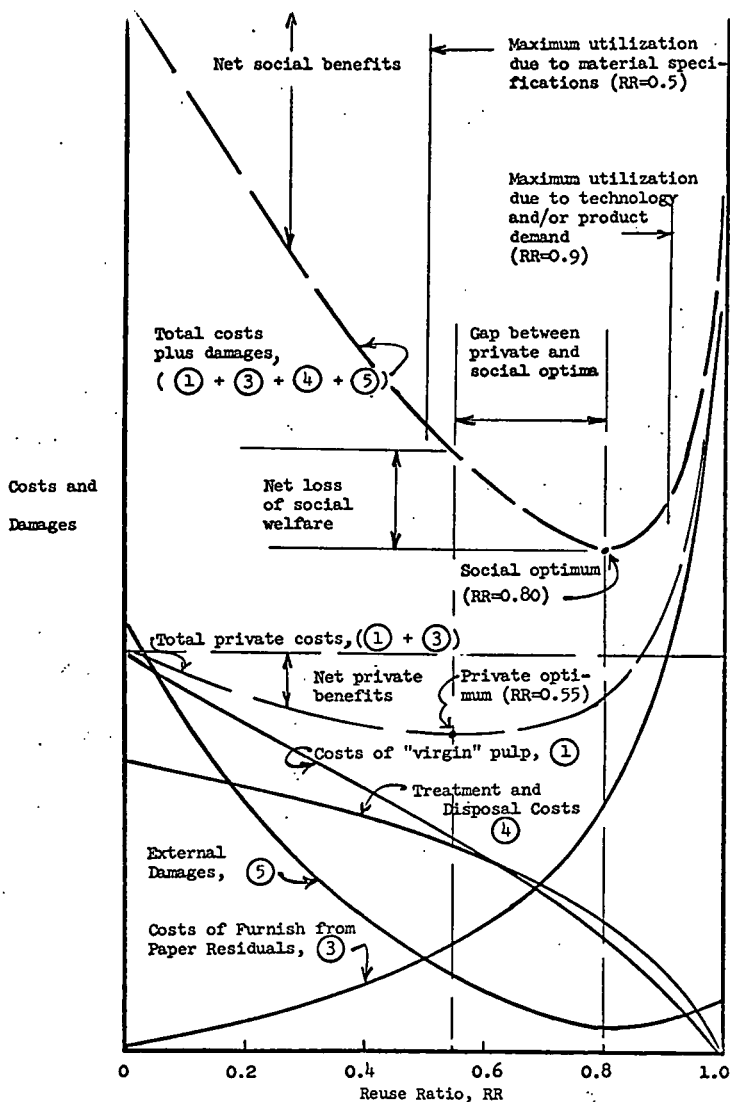 Net social benefits
Maximum utilization
due to material speci-
fications (RR=0.5)
Maximum utilization
due to technology
and/or product
demand
(RR=0.9)
Total costs
plus damages,
( 1 + 3 + 4 + 5 )
Gap between
private and
social optima
Costs and
Damages
Net loss
of social
welfare
Social optimum
(RR=0.80)
Total private costs, ( 1 + 3 )
Net private
benefits
Private opti-
mum (RR=0.55)
Costs of "virgin" pulp, 1
Treatment and
Disposal Costs
4
External
Damages, 5
Costs of Furnish from
Paper Residuals, 3
0 0.2 0.4 0.6 0.8 1.0
Reuse Ratio, RR